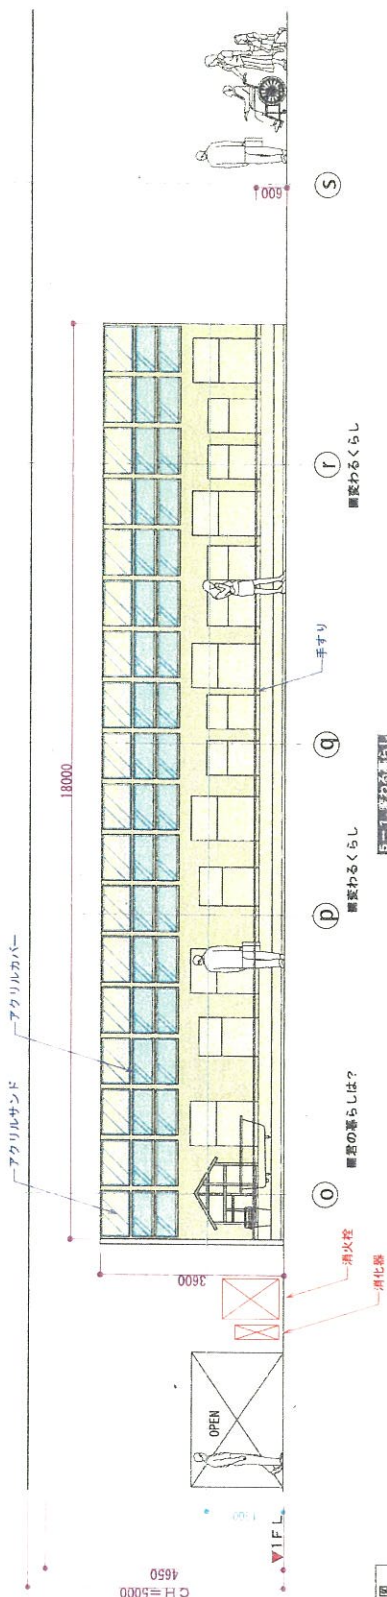 18000
アクリルサンド
アクリルカバー
3600
4650
CH=5000
▼1FL
OPEN
消火栓
消化器
手すり
600
o
p
q
r
s
■君の暮らしは?
■変わるくらし
■変わるくらし
図